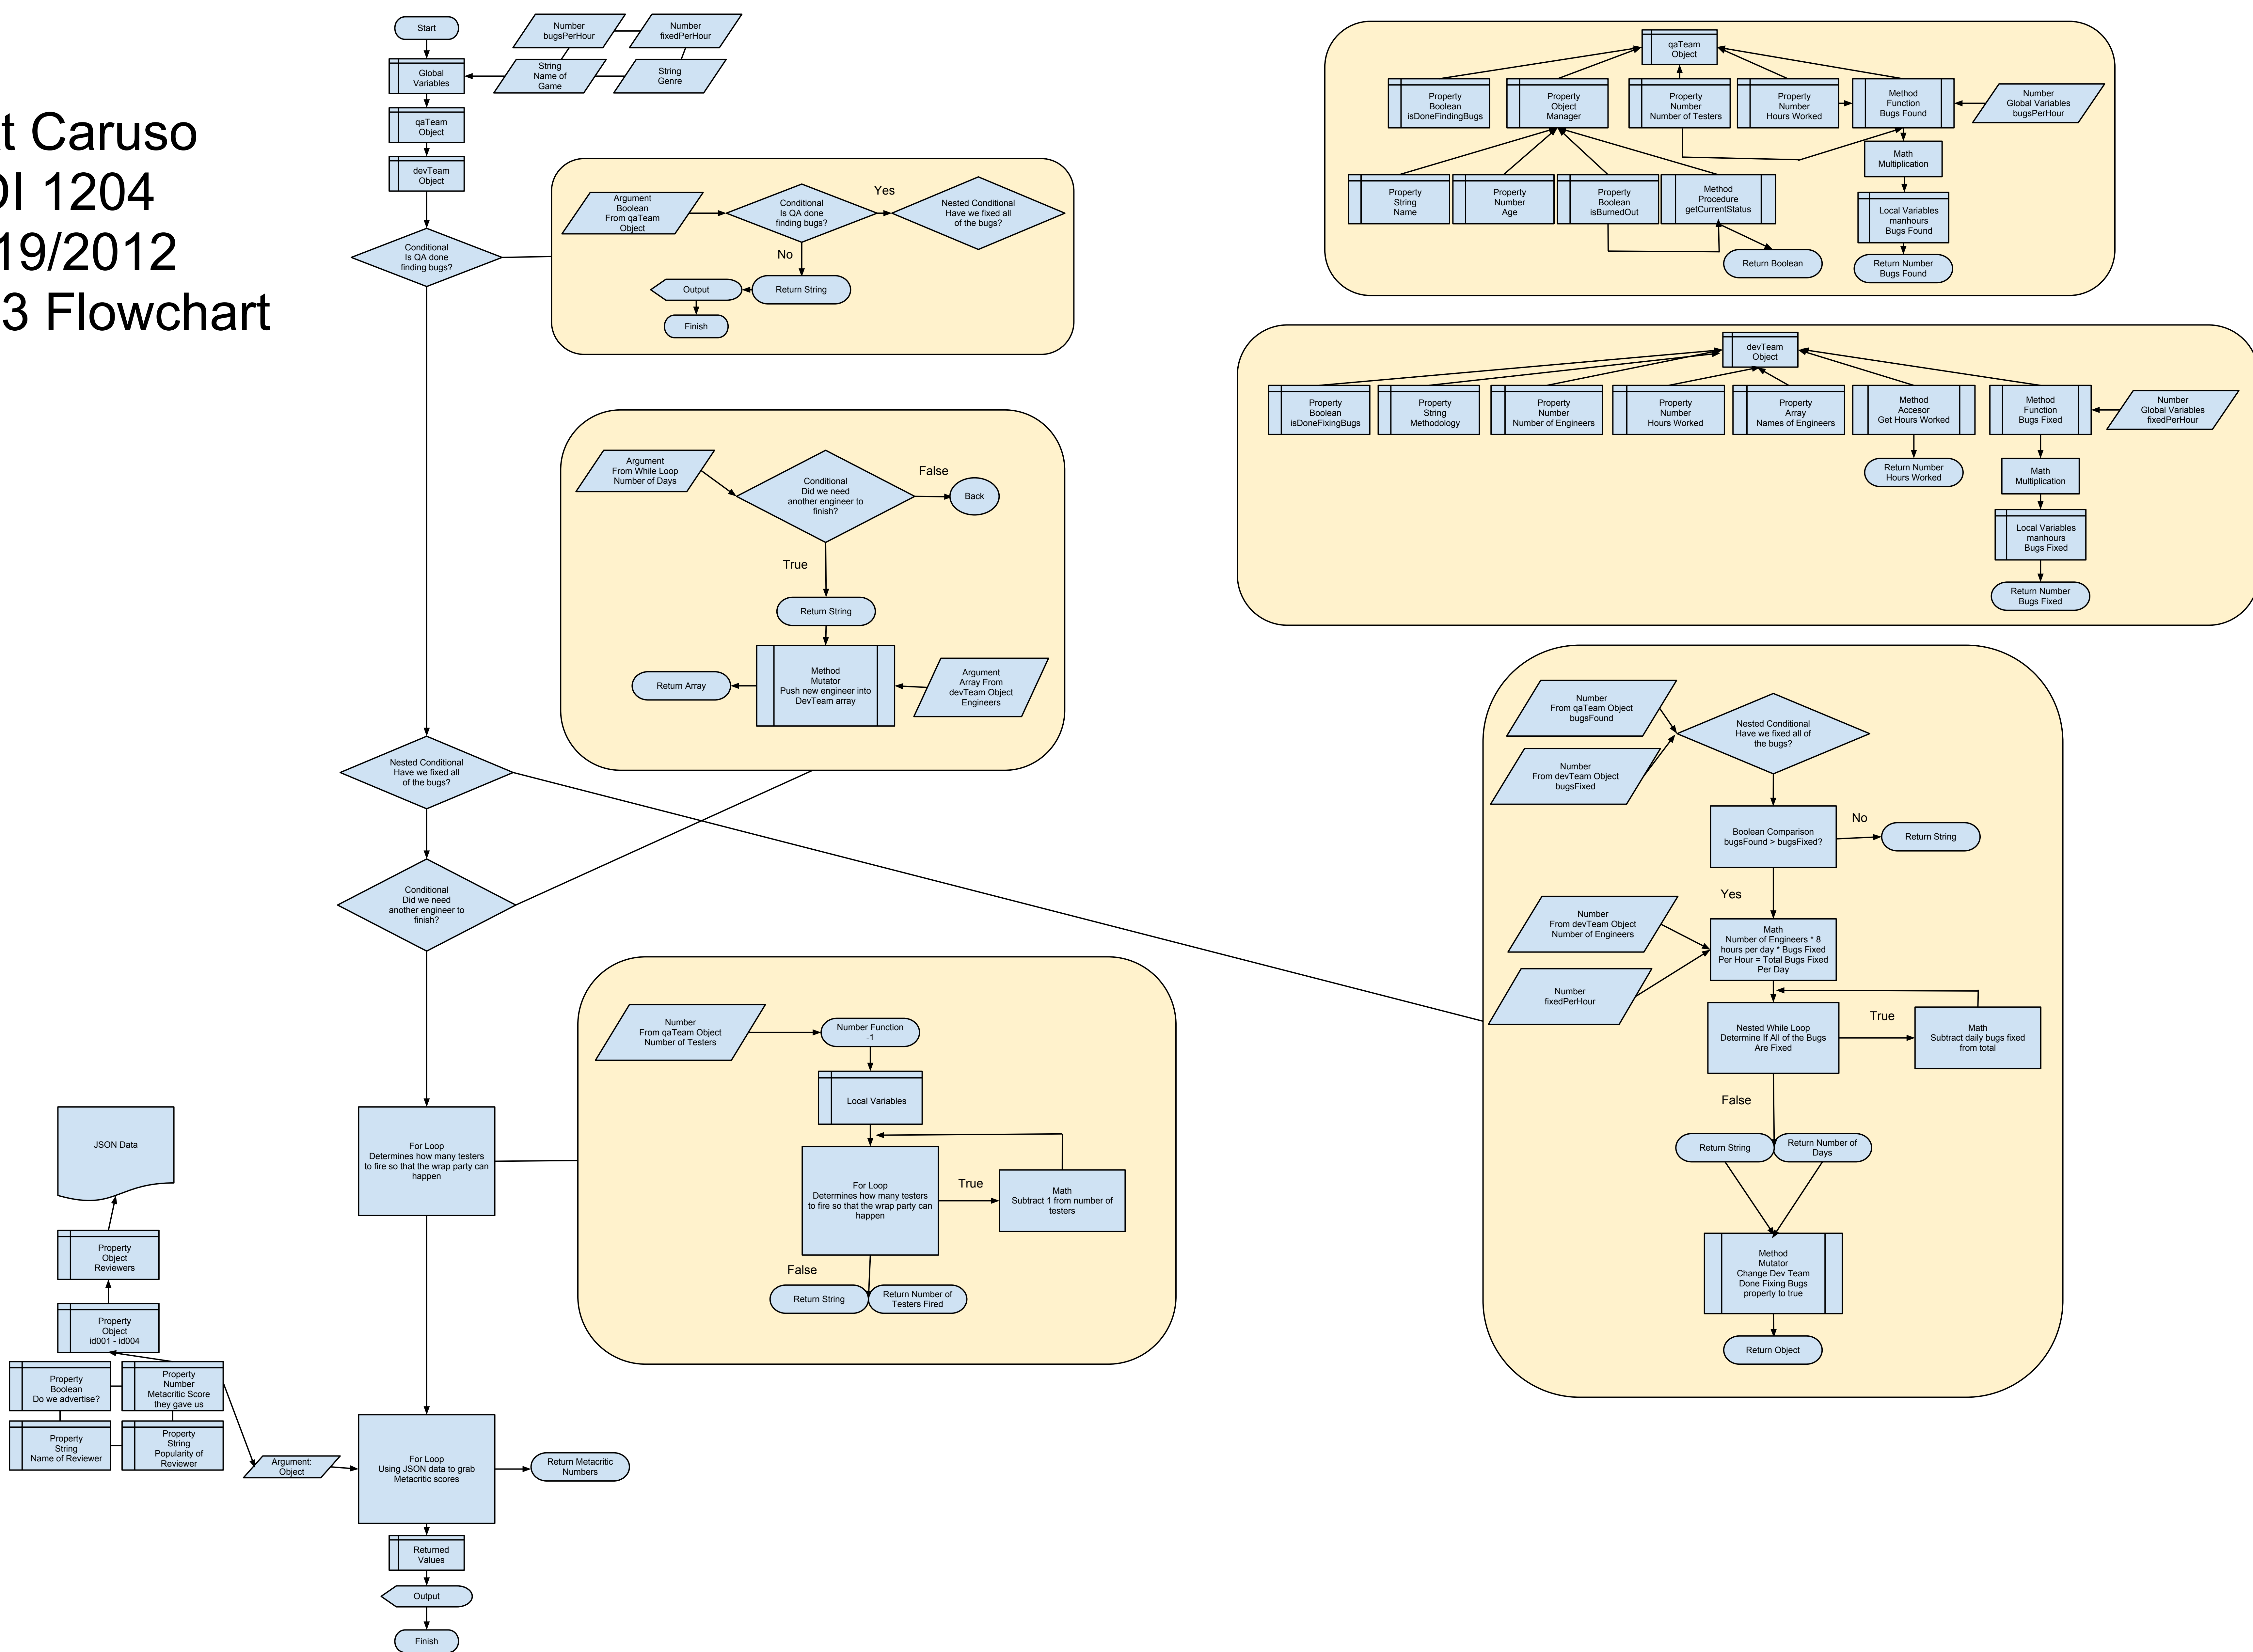 t Caruso
DI 1204
19/2012
3 Flowchart
Start
Number
bugsPerHour
Number
fixedPerHour
Global
Variables
String
Name of
Game
String
Genre
qaTeam
Object
devTeam
Object
Conditional
Is QA done
finding bugs?
Argument
Boolean
From qaTeam
Object
Conditional
Is QA done
finding bugs?
Yes
Nested Conditional
Have we fixed all
of the bugs?
No
Output
Return String
Finish
Argument
From While Loop
Number of Days
Conditional
Did we need
another engineer to
finish?
False
Back
True
Return String
Return Array
Method
Mutator
Push new engineer into
DevTeam array
Argument
Array From
devTeam Object
Engineers
Nested Conditional
Have we fixed all
of the bugs?
Conditional
Did we need
another engineer to
finish?
Number
From qaTeam Object
Number of Testers
Number Function
-1
Local Variables
For Loop
Determines how many testers
to fire so that the wrap party can
happen
True
Math
Subtract 1 from number of
testers
False
Return String
Return Number of
Testers Fired
For Loop
Determines how many testers
to fire so that the wrap party can
happen
JSON Data
Property
Object
Reviewers
Property
Object
id001 - id004
Property
Boolean
Do we advertise?
Property
Number
Metacritic Score
they gave us
Property
String
Name of Reviewer
Property
String
Popularity of
Reviewer
Argument:
Object
For Loop
Using JSON data to grab
Metacritic scores
Return Metacritic
Numbers
Returned
Values
Output
Finish
qaTeam
Object
Property
Boolean
isDoneFindingBugs
Property
Object
Manager
Property
Number
Number of Testers
Property
Number
Hours Worked
Method
Function
Bugs Found
Number
Global Variables
bugsPerHour
Math
Multiplication
Property
String
Name
Property
Number
Age
Property
Boolean
isBurnedOut
Method
Procedure
getCurrentStatus
Local Variables
manhours
Bugs Found
Return Boolean
Return Number
Bugs Found
devTeam
Object
Property
Boolean
isDoneFixingBugs
Property
String
Methodology
Property
Number
Number of Engineers
Property
Number
Hours Worked
Property
Array
Names of Engineers
Method
Accesor
Get Hours Worked
Method
Function
Bugs Fixed
Number
Global Variables
fixedPerHour
Return Number
Hours Worked
Math
Multiplication
Local Variables
manhours
Bugs Fixed
Return Number
Bugs Fixed
Number
From qaTeam Object
bugsFound
Nested Conditional
Have we fixed all of
the bugs?
Number
From devTeam Object
bugsFixed
Boolean Comparison
bugsFound > bugsFixed?
No
Return String
Yes
Number
From devTeam Object
Number of Engineers
Math
Number of Engineers * 8
hours per day * Bugs Fixed
Per Hour = Total Bugs Fixed
Per Day
Number
fixedPerHour
Nested While Loop
Determine If All of the Bugs
Are Fixed
True
Math
Subtract daily bugs fixed
from total
False
Return String
Return Number of
Days
Method
Mutator
Change Dev Team
Done Fixing Bugs
property to true
Return Object